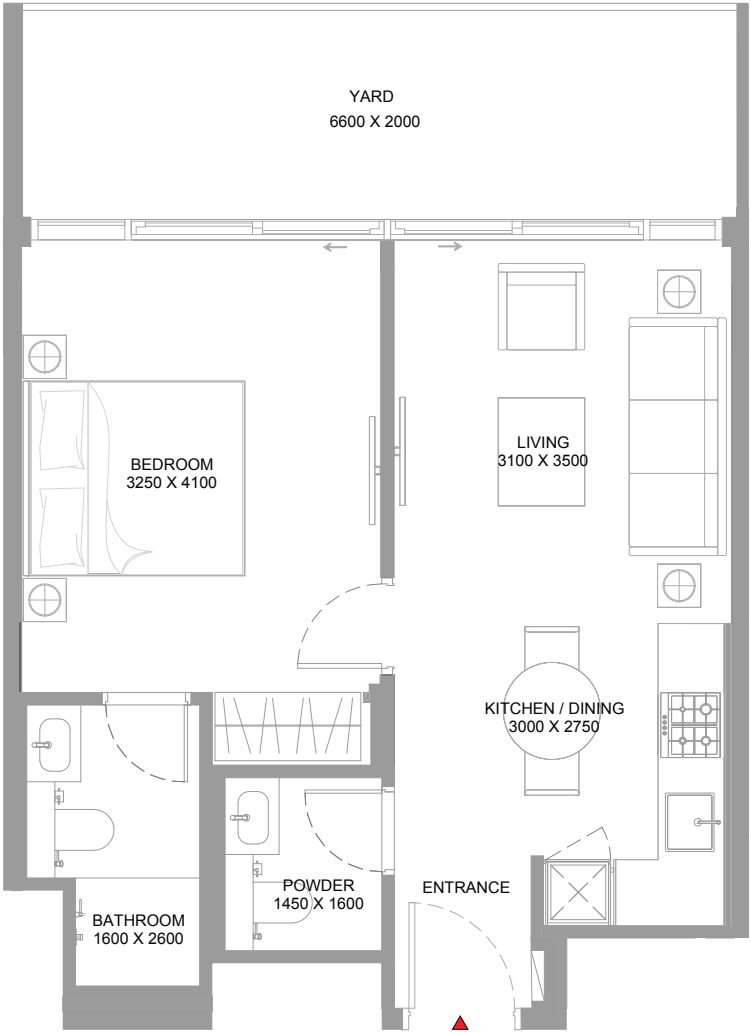 YARD
6600 X 2000
BEDROOM
3250 X 4100
LIVING
3100 X 3500
KITCHEN / DINING
3000 X 2750
POWDER
1450 X 1600
ENTRANCE
BATHROOM
1600 X 2600